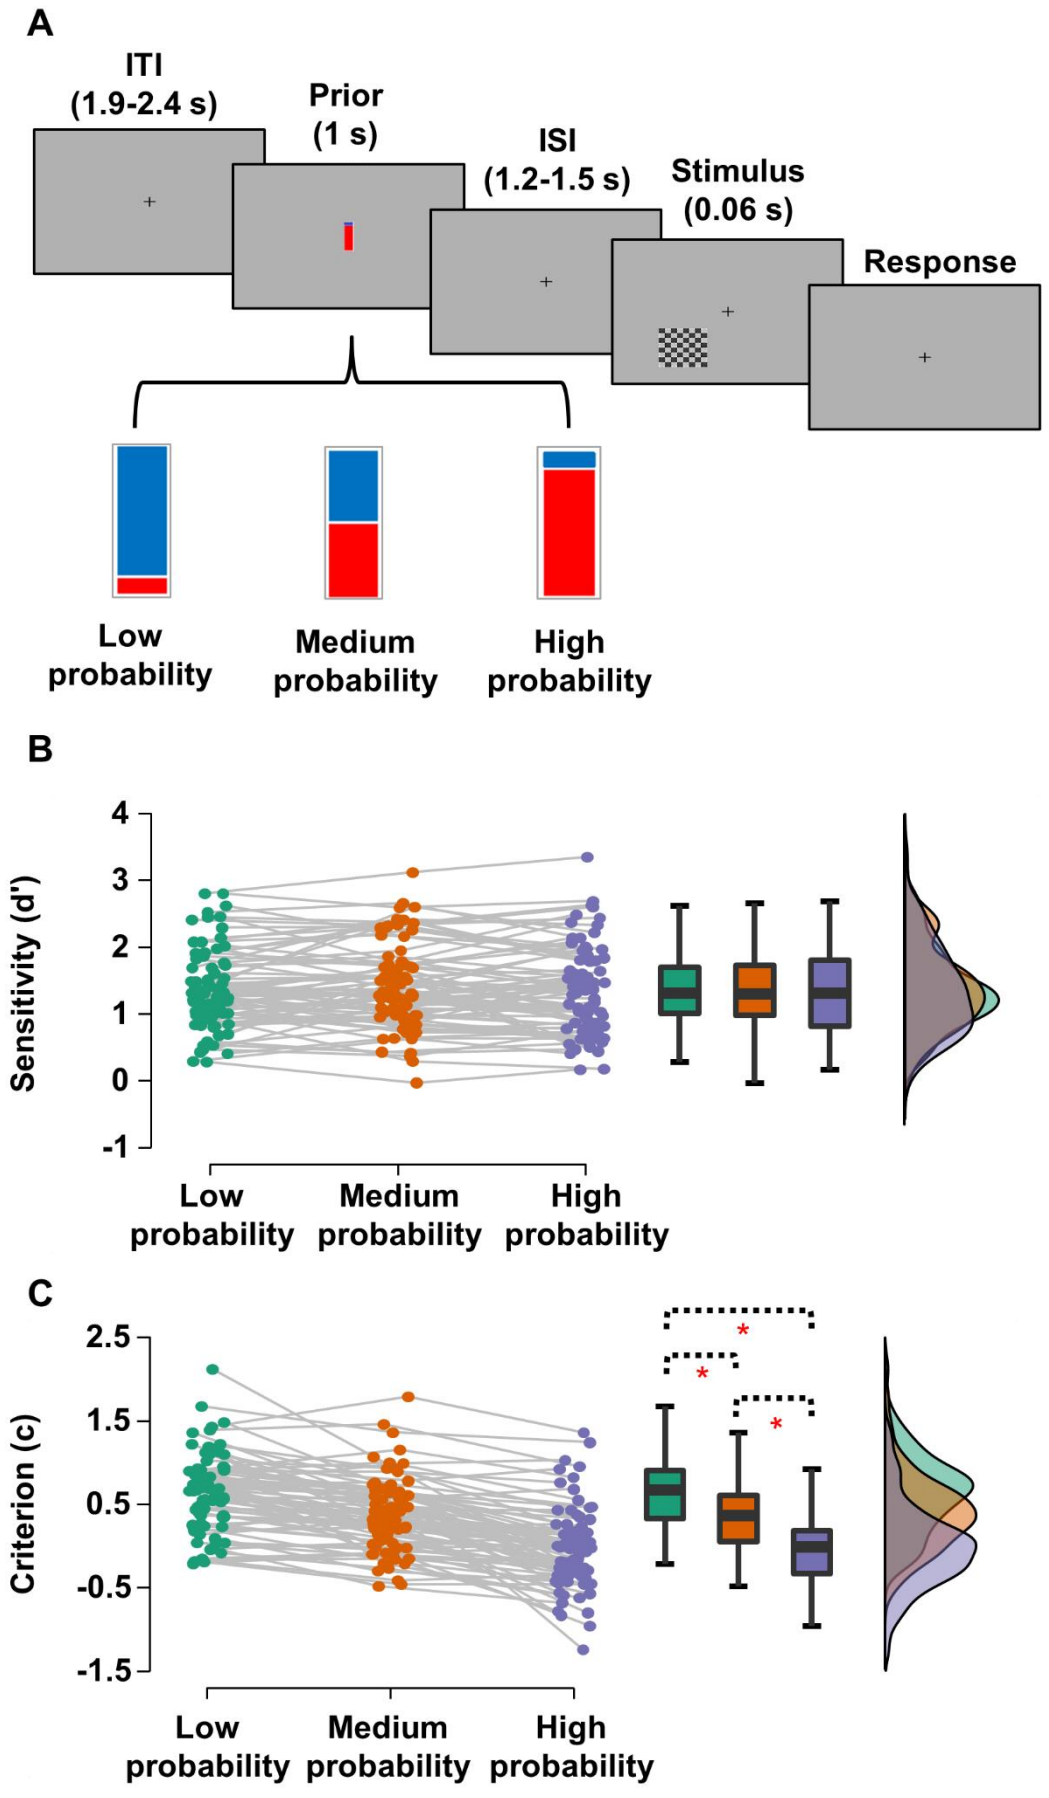 A
ITI
(1.9-2.4 s)
Prior
(1 s)
ISI
(1.2-1.5 s)
Stimulus
(0.06 s)
Response
Low
probability
Medium
probability
High
probability
B
Sensitivity (d')
4
3
2
1
0
-1
Low
probability
Medium
probability
High
probability
C
Criterion (c)
2.5
1.5
0.5
-0.5
-1.5
*
*
*
Low
probability
Medium
probability
High
probability